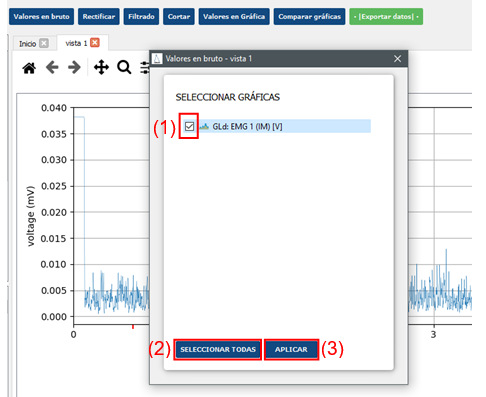 Valores en bruto Rectificar Filtrado Cortar Valores en Gráfica Comparar gráficas - |Exportar datos| -
Inicio vista 1
Valores en bruto - vista 1
SELECCIONAR GRÁFICAS
(1) GLd: EMG 1 (IM) [V]
(2) SELECCIONAR TODAS APLICAR (3)
voltage (mV)
0.040
0.035
0.030
0.025
0.020
0.015
0.010
0.005
0.000
0 3